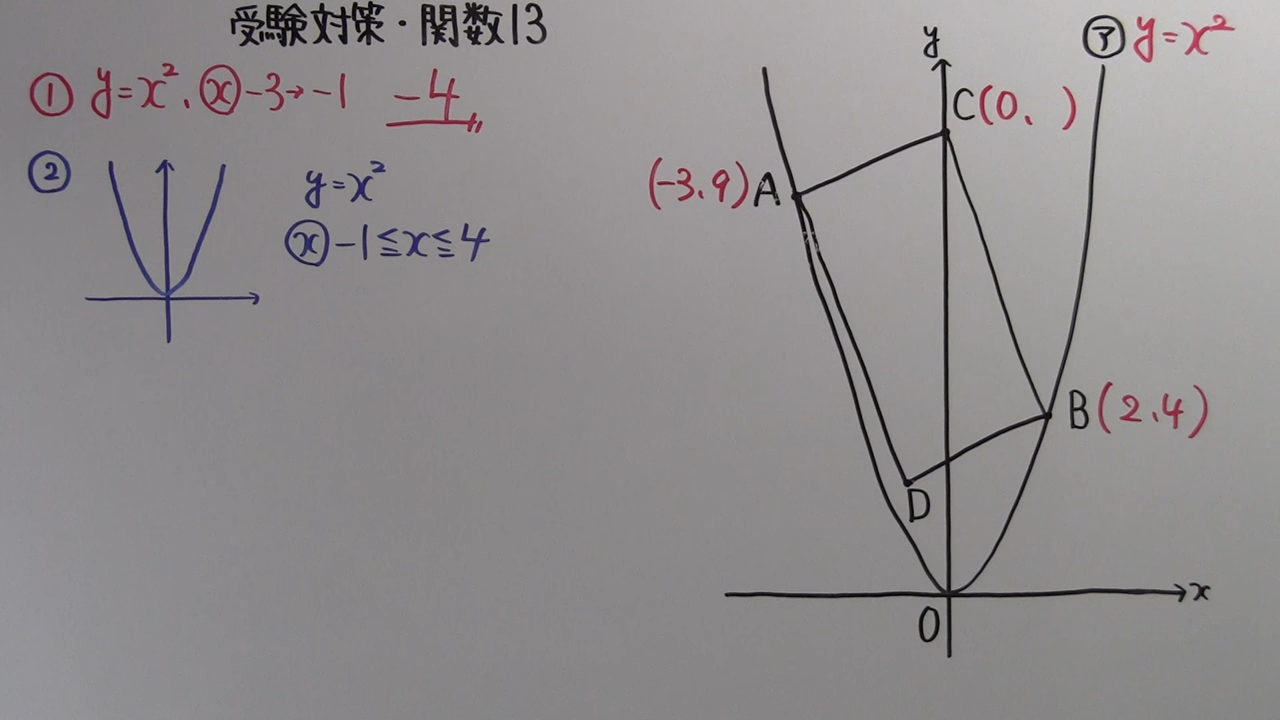 受験対策・関数13
① y=x²、ⓧ-3→-1 -4
② y=x²
ⓧ-1≦x≦4
y
㋐ y=x²
C(0、 )
(-3、9)A
B(2、4)
D
x
O